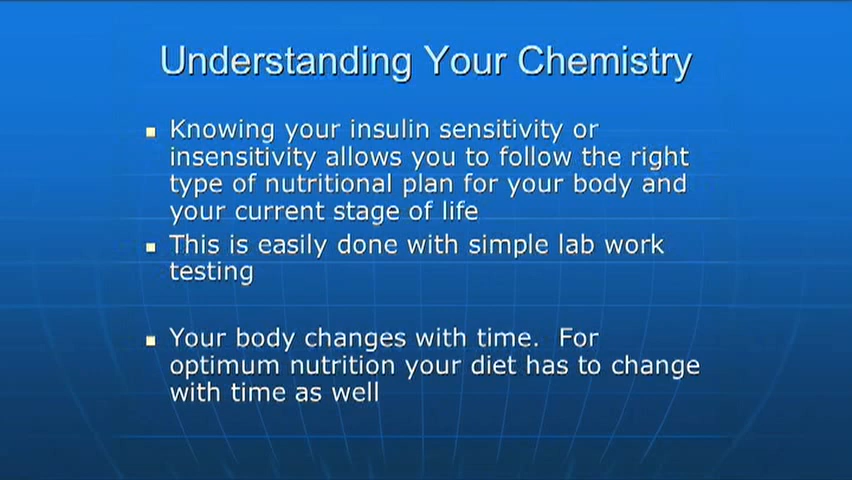 Understanding Your Chemistry
Knowing your insulin sensitivity or
insensitivity allows you to follow the right
type of nutritional plan for your body and
your current stage of life
This is easily done with simple lab work
testing
Your body changes with time.  For
optimum nutrition your diet has to change
with time as well